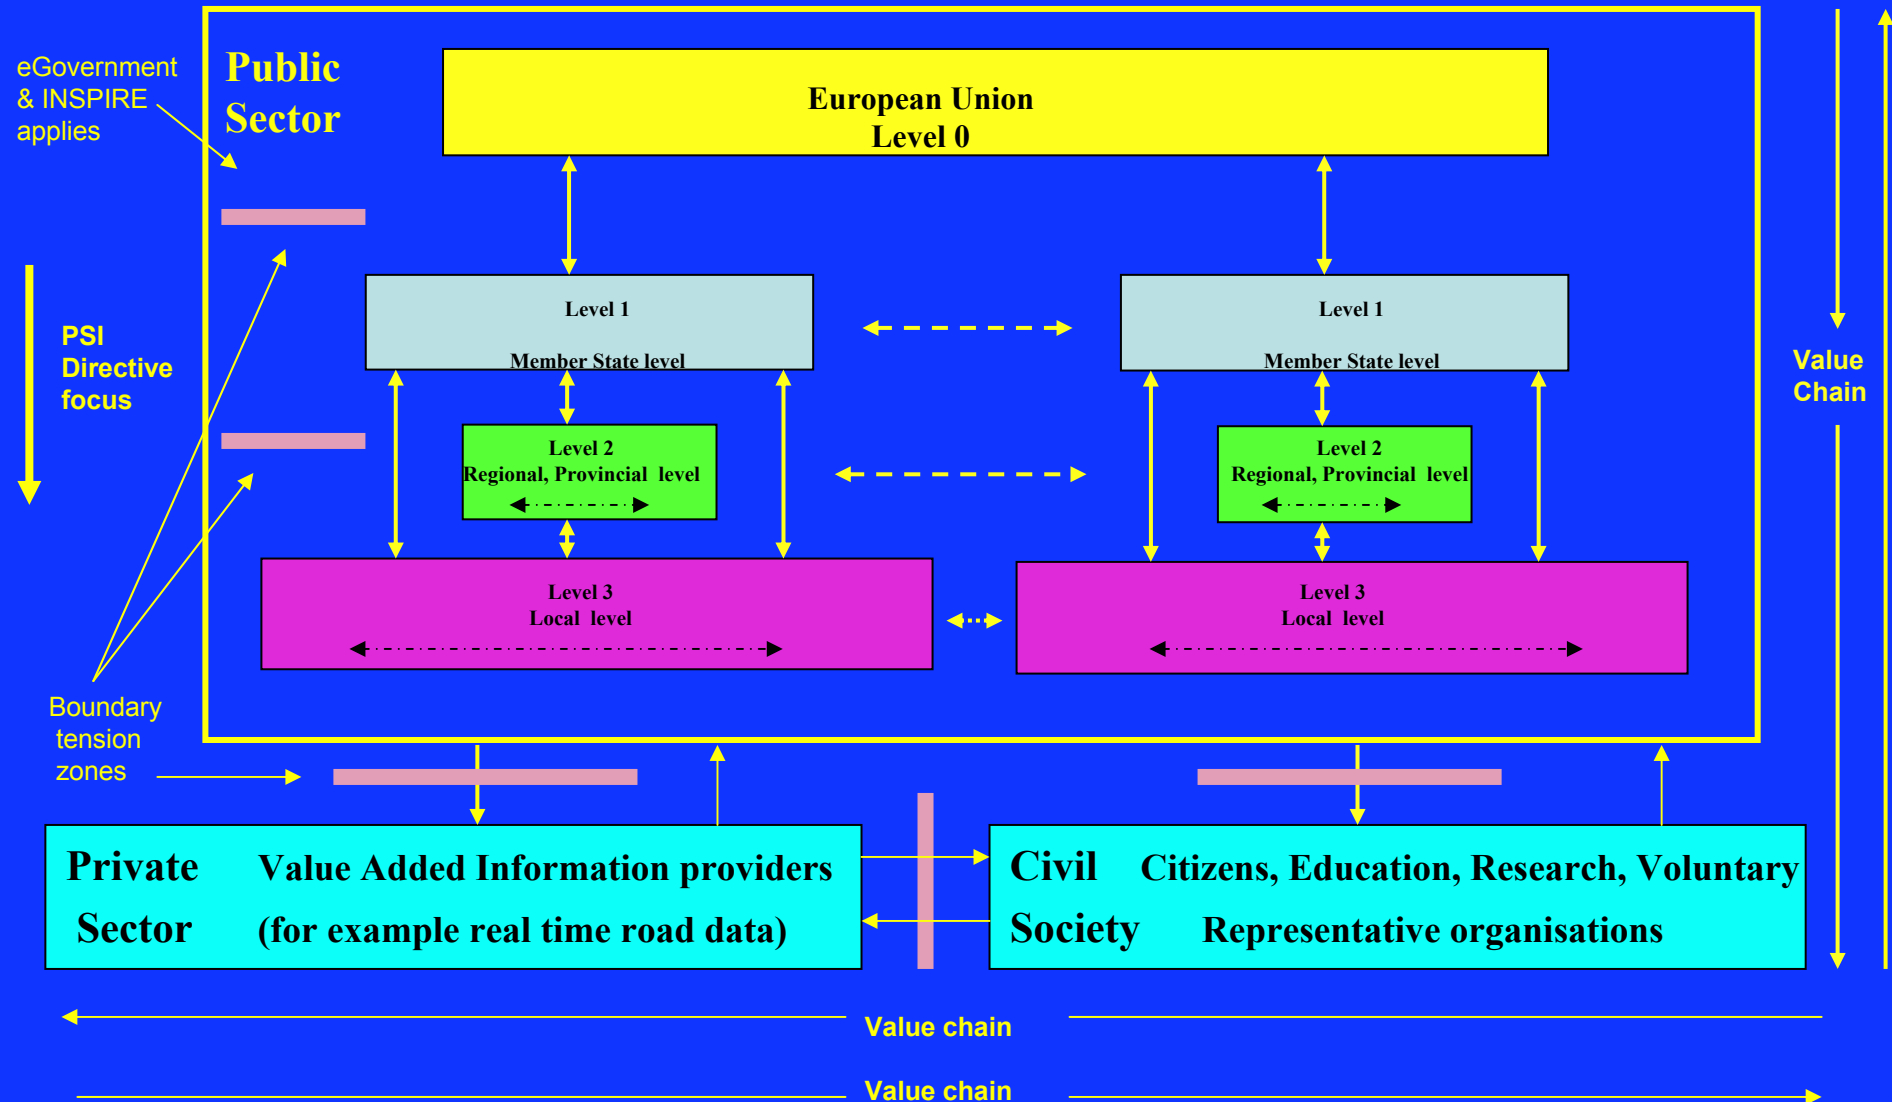 eGovernment
& INSPIRE
applies
Public
Sector
European Union
Level 0
Level 1
Member State level
Level 1
Member State level
PSI
Directive
focus
Value
Chain
Level 2
Regional, Provincial level
Level 2
Regional, Provincial level
Level 3
Local level
Level 3
Local level
Boundary
tension
zones
Private Value Added Information providers
Sector (for example real time road data)
Civil Citizens, Education, Research, Voluntary
Society Representative organisations
Value chain
Value chain